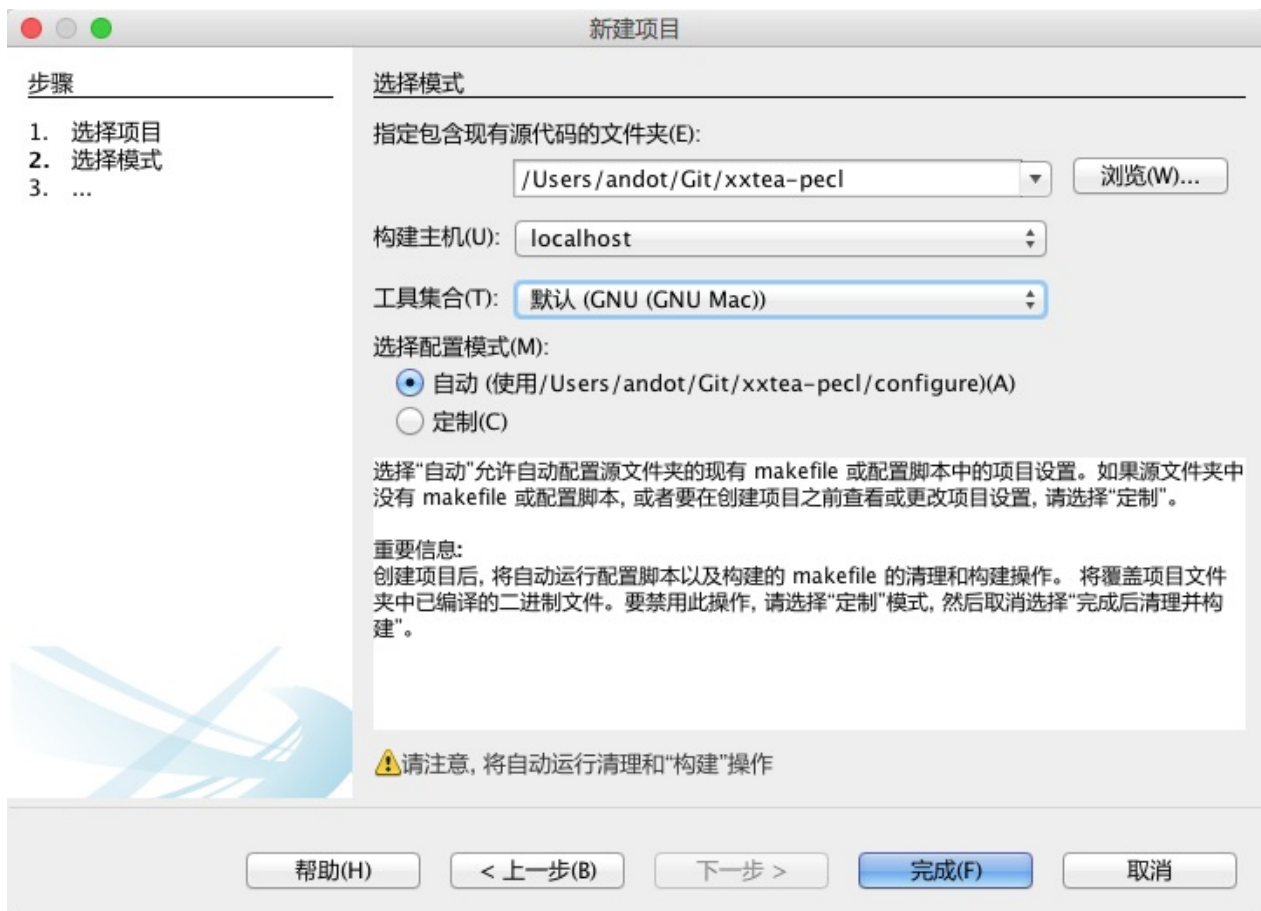 新建项目
步骤
1. 选择项目
2. 选择模式
3. ...
选择模式
指定包含现有源代码的文件夹(E):
/Users/andot/Git/xxtea-pecl
浏览(W)...
构建主机(U): localhost
工具集合(T): 默认 (GNU (GNU Mac))
选择配置模式(M):
自动 (使用/Users/andot/Git/xxtea-pecl/configure)(A)
定制(C)
选择“自动”允许自动配置源文件夹的现有 makefile 或配置脚本中的项目设置。如果源文件夹中
没有 makefile 或配置脚本, 或者要在创建项目之前查看或更改项目设置, 请选择“定制”。
重要信息:
创建项目后, 将自动运行配置脚本以及构建的 makefile 的清理和构建操作。 将覆盖项目文件
夹中已编译的二进制文件。要禁用此操作, 请选择“定制”模式, 然后取消选择“完成后清理并构
建”。
请注意, 将自动运行清理和“构建”操作
帮助(H)
< 上一步(B)
下一步 >
完成(F)
取消